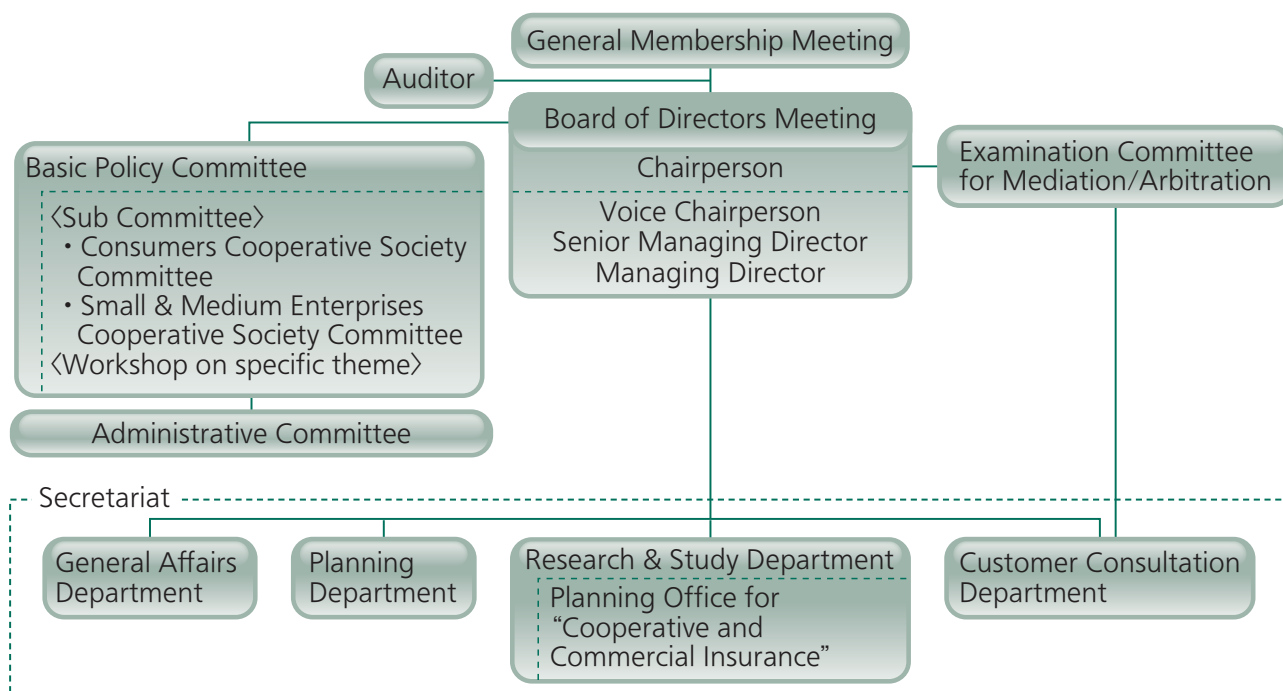 General Membership Meeting
Auditor
Board of Directors Meeting
Chairperson
Voice Chairperson
Senior Managing Director
Managing Director
Basic Policy Committee
〈Sub Committee〉
・Consumers Cooperative Society
Committee
・Small & Medium Enterprises
Cooperative Society Committee
〈Workshop on specific theme〉
Examination Committee
for Mediation/Arbitration
Administrative Committee
Secretariat
General Affairs
Department
Planning
Department
Research & Study Department
Planning Office for
“Cooperative and
Commercial Insurance”
Customer Consultation
Department